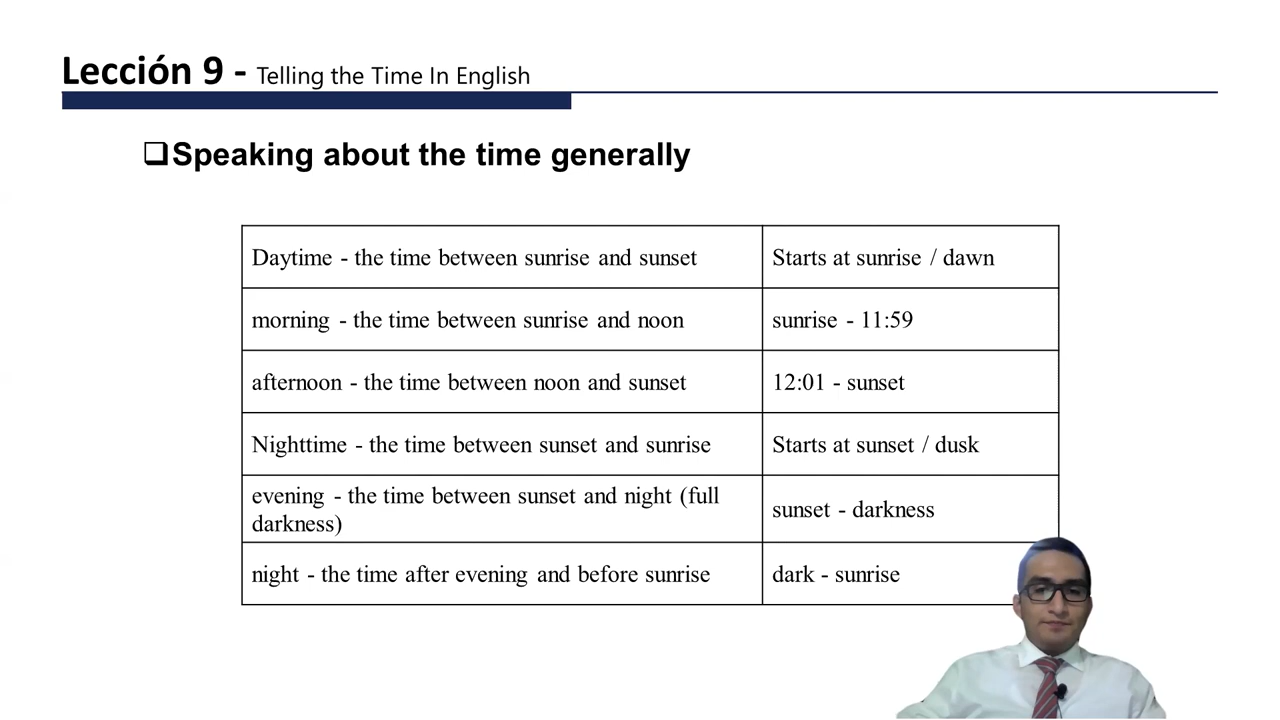 Lección 9 - Telling the Time In English
❑Speaking about the time generally
Daytime - the time between sunrise and sunset
Starts at sunrise / dawn
morning - the time between sunrise and noon
sunrise - 11:59
afternoon - the time between noon and sunset
12:01 - sunset
Nighttime - the time between sunset and sunrise
Starts at sunset / dusk
evening - the time between sunset and night (full
darkness)
sunset - darkness
night - the time after evening and before sunrise
dark - sunrise